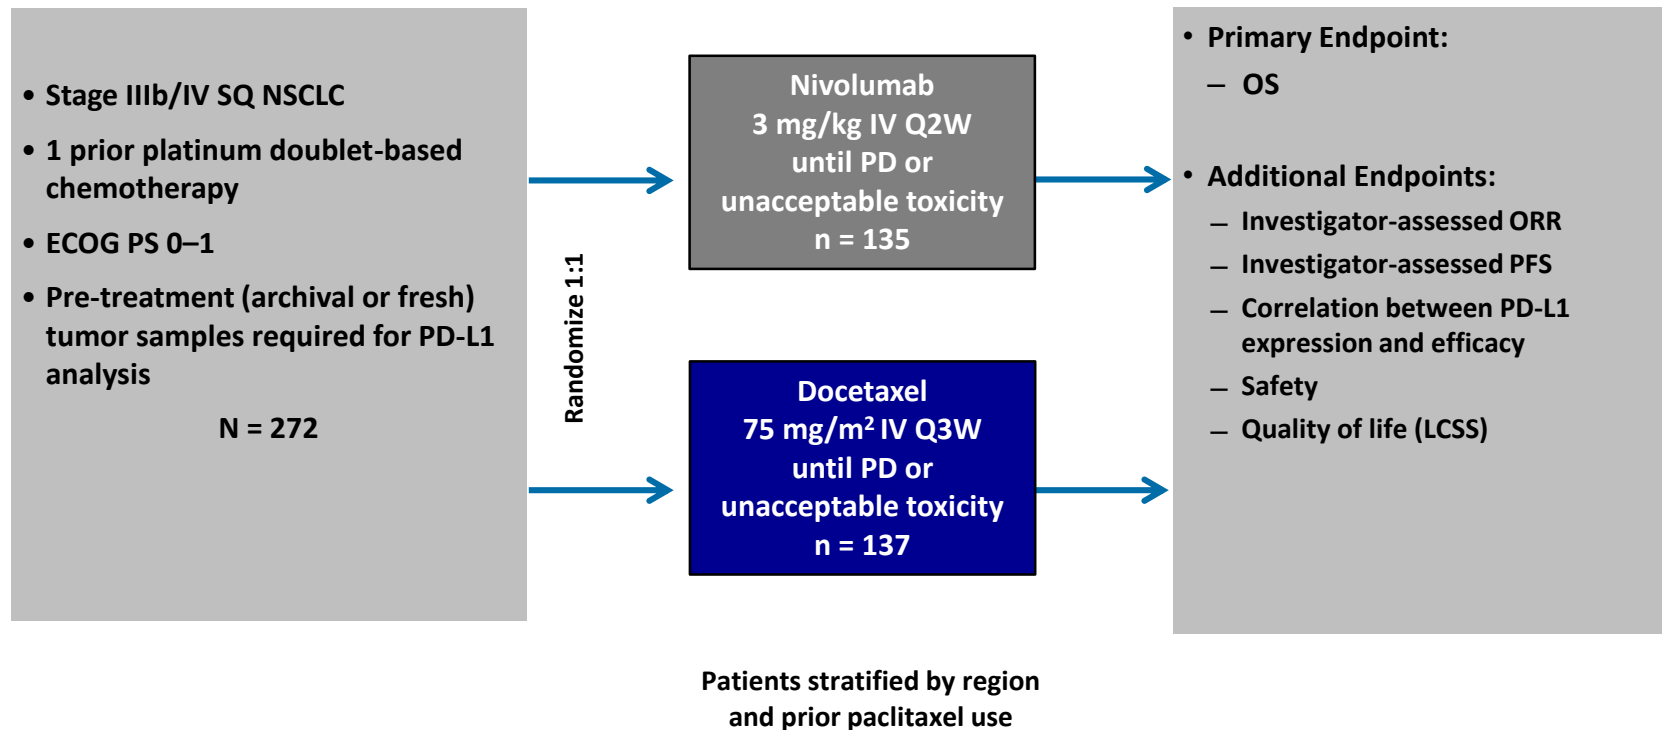 • Stage IIIb/IV SQ NSCLC
• 1 prior platinum doublet-based
chemotherapy
• ECOG PS 0–1
• Pre-treatment (archival or fresh)
tumor samples required for PD-L1
analysis
N = 272
Randomize 1:1
Nivolumab
3 mg/kg IV Q2W
until PD or
unacceptable toxicity
n = 135
Docetaxel
75 mg/m² IV Q3W
until PD or
unacceptable toxicity
n = 137
Patients stratified by region
and prior paclitaxel use
• Primary Endpoint:
– OS
• Additional Endpoints:
– Investigator-assessed ORR
– Investigator-assessed PFS
– Correlation between PD-L1
expression and efficacy
– Safety
– Quality of life (LCSS)